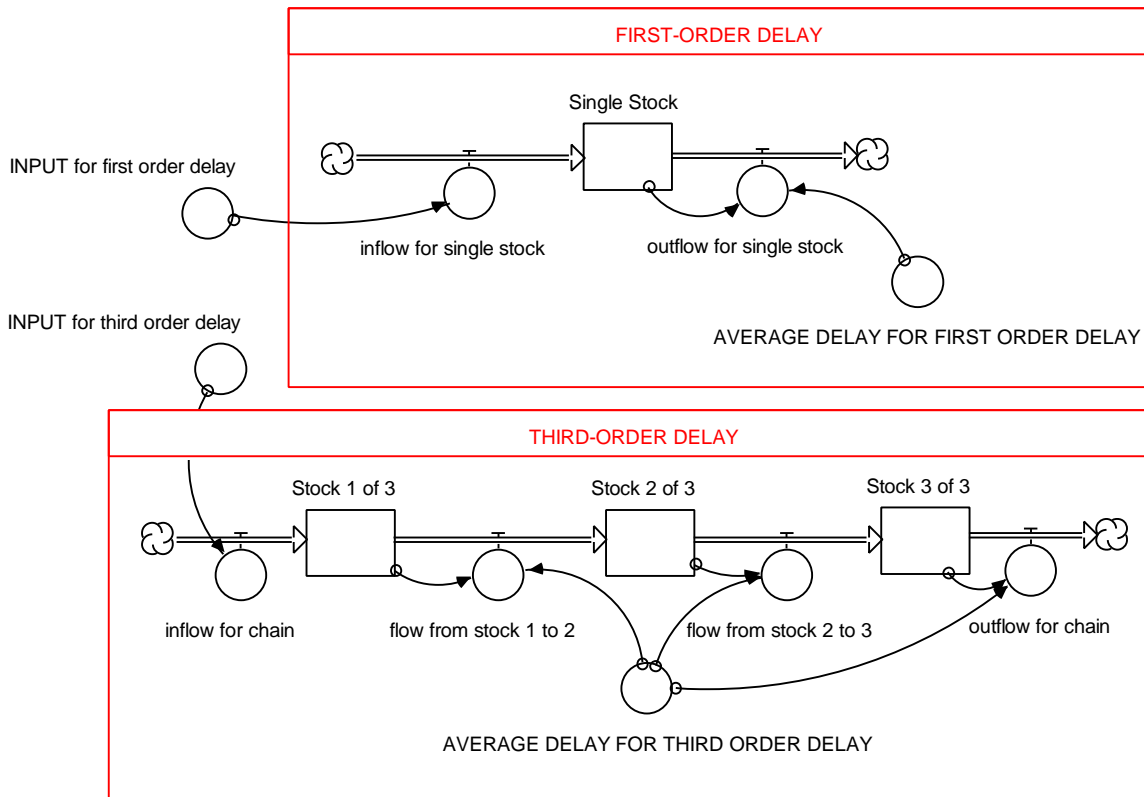 FIRST-ORDER DELAY
Single Stock
INPUT for first order delay
inflow for single stock
outflow for single stock
INPUT for third order delay
AVERAGE DELAY FOR FIRST ORDER DELAY
THIRD-ORDER DELAY
Stock 1 of 3
Stock 2 of 3
Stock 3 of 3
inflow for chain
flow from stock 1 to 2
flow from stock 2 to 3
outflow for chain
AVERAGE DELAY FOR THIRD ORDER DELAY